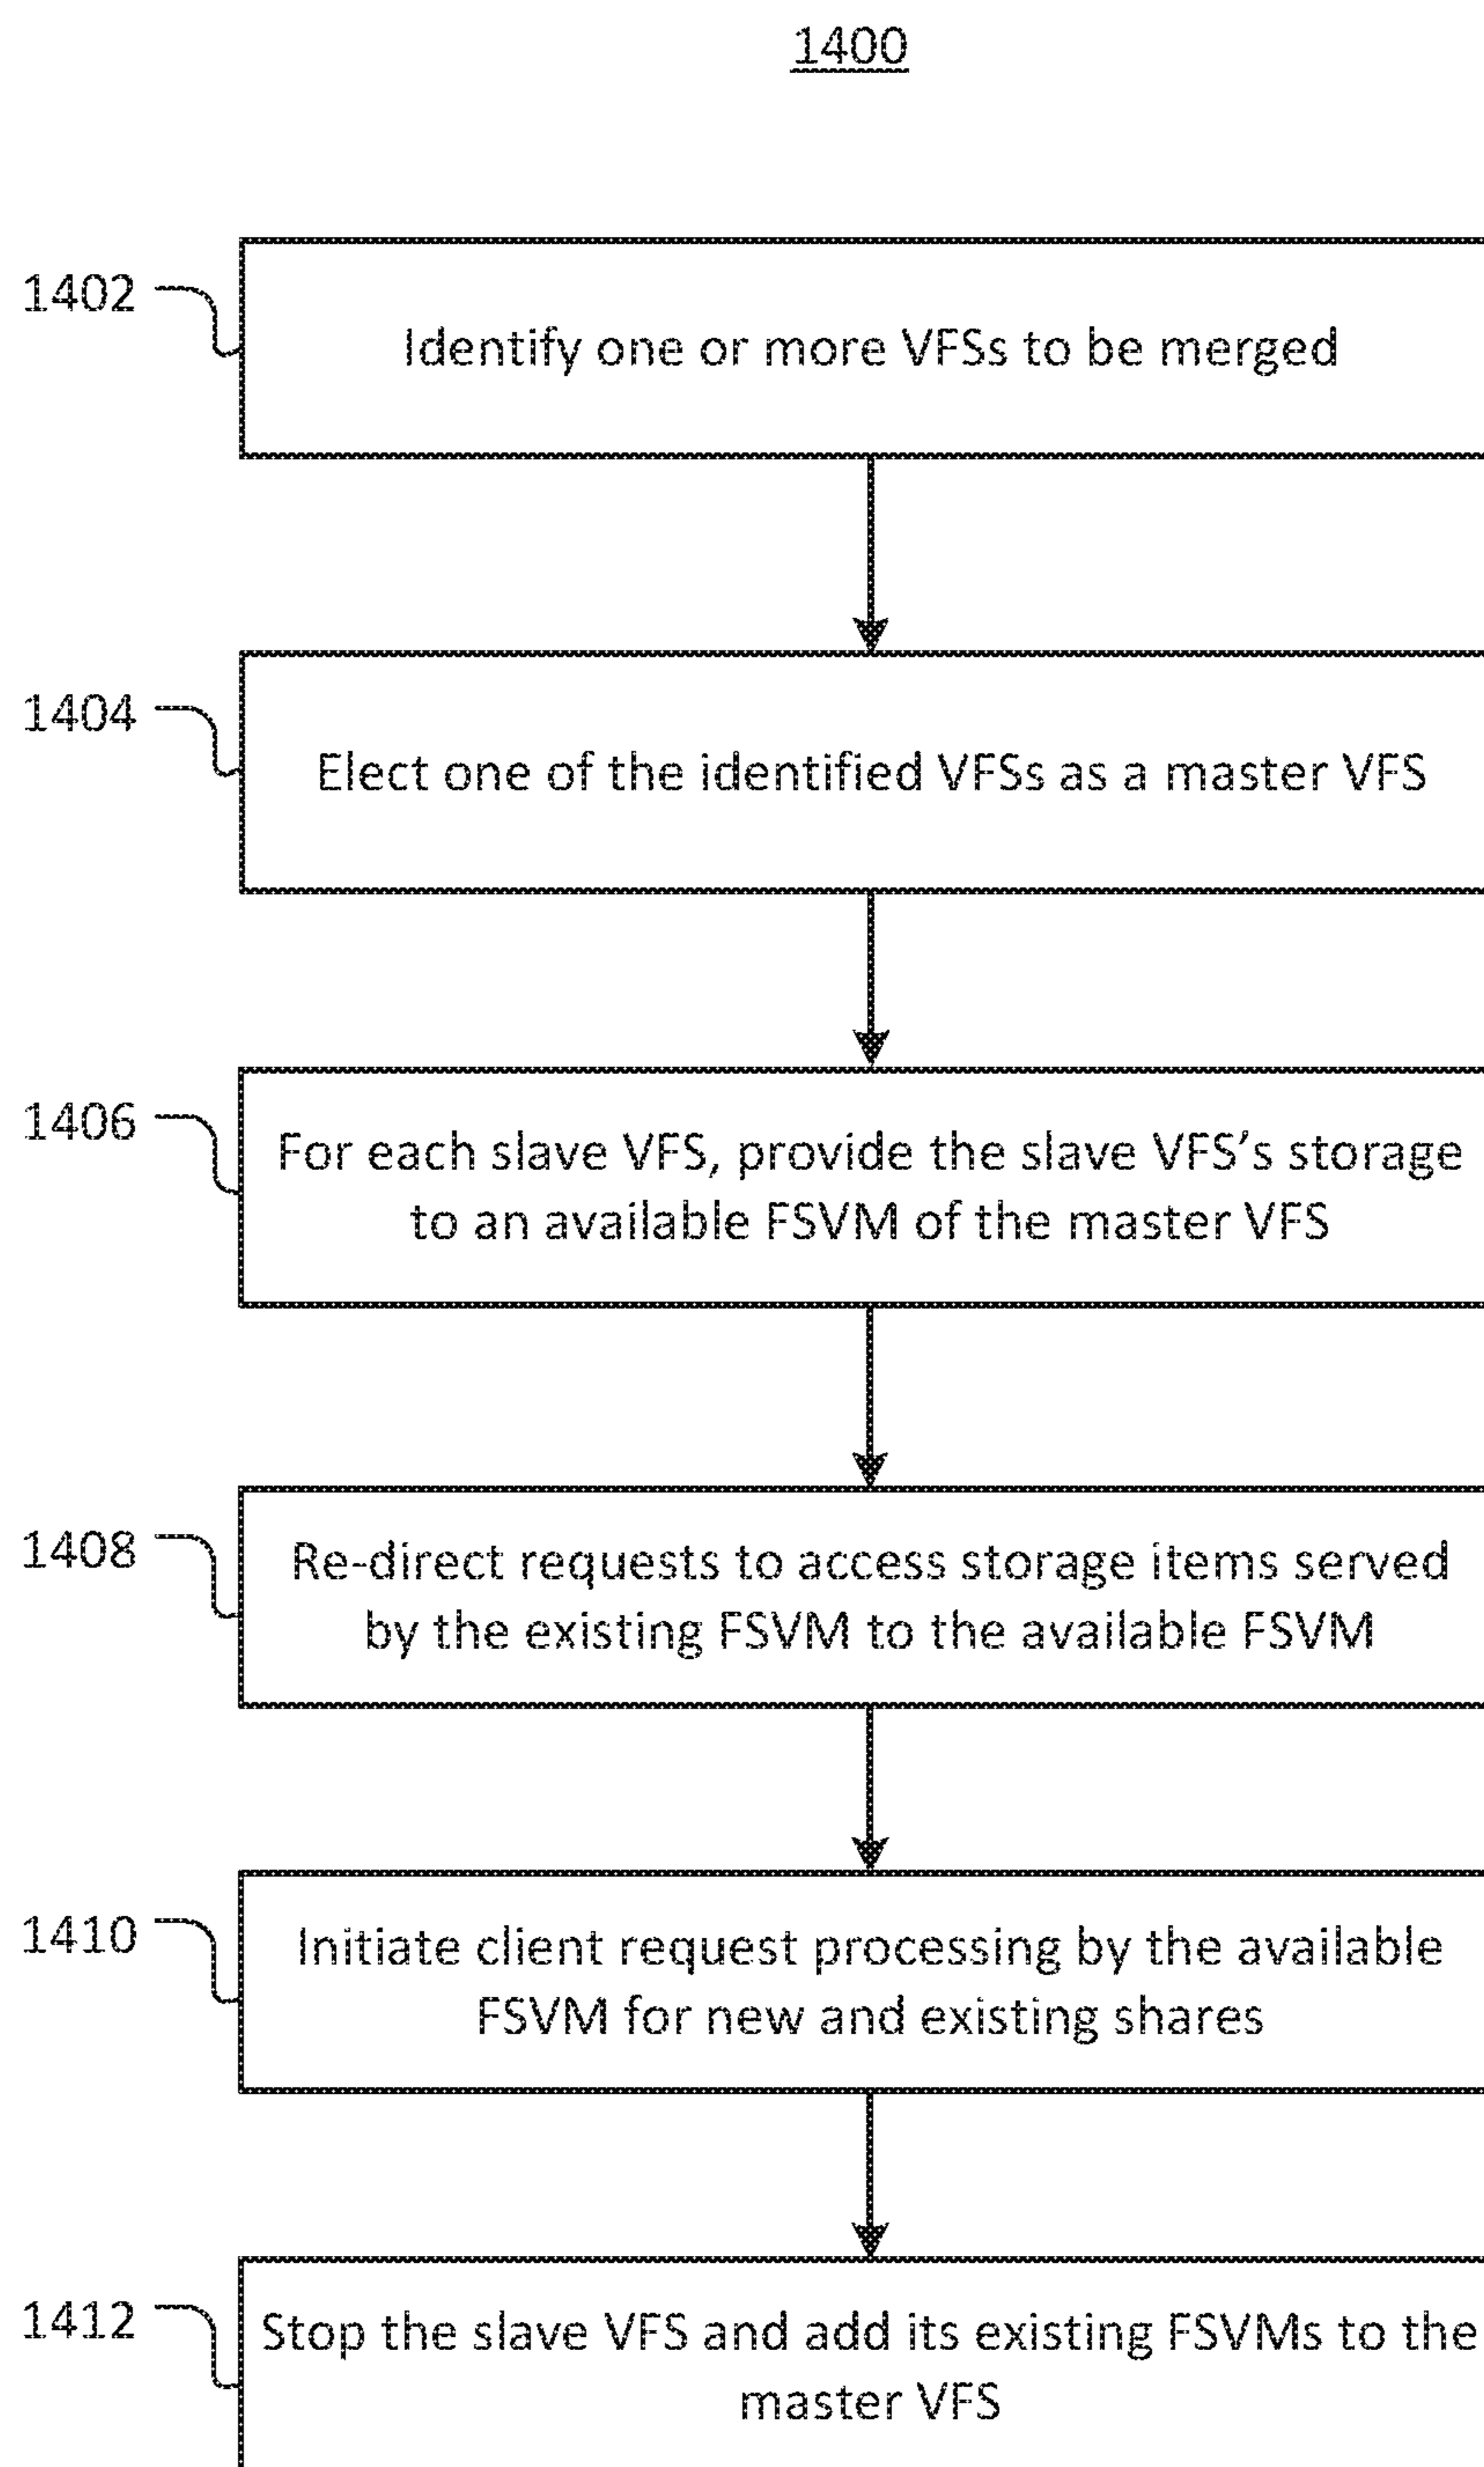 1400
1402
Identify one or more VFSs to be merged
1404
Elect one of the identified VFSs as a master VFS
1406
For each slave VFS, provide the slave VFS’s storage
to an available FSVM of the master VFS
1408
Re-direct requests to access storage items served
by the existing FSVM to the available FSVM
1410
Initiate client request processing by the available
FSVM for new and existing shares
1412
Stop the slave VFS and add its existing FSVMs to the
master VFS